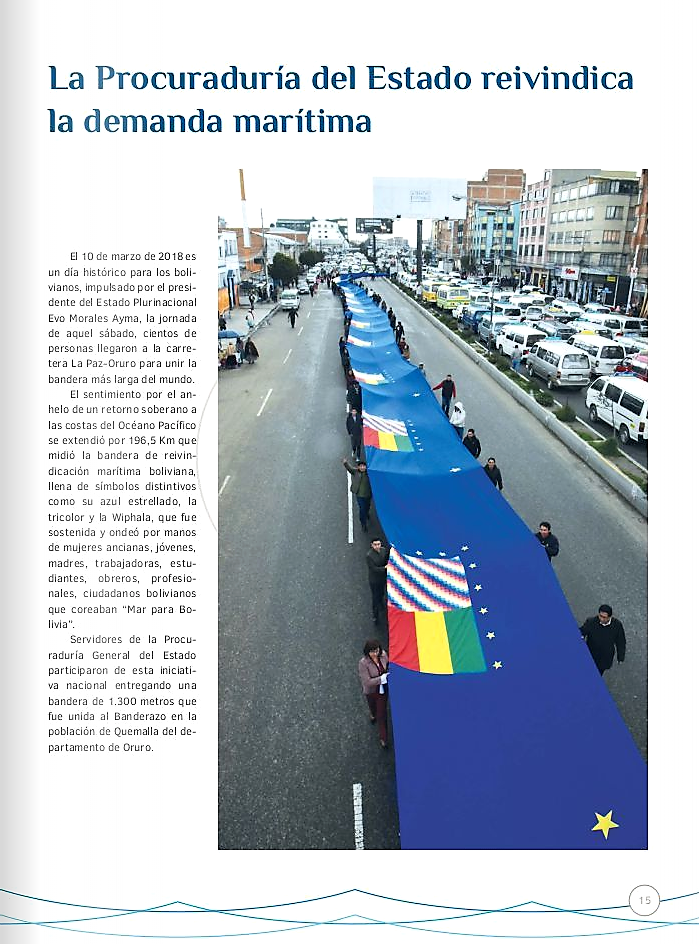 La Procuraduría del Estado reivindica
la demanda marítima
El 10 de marzo de 2018 es
un día histórico para los boli-
vianos, impulsado por el presi-
dente del Estado Plurinacional
Evo Morales Ayma, la jornada
de aquel sábado, cientos de
personas llegaron a la carre-
tera La Paz-Oruro para unir la
bandera más larga del mundo.
El sentimiento por el an-
helo de un retorno soberano a
las costas del Océano Pacífico
se extendió por 196,5 Km que
midió la bandera de reivin-
dicación marítima boliviana,
llena de símbolos distintivos
como su azul estrellado, la
tricolor y la Wiphala, que fue
sostenida y ondeó por manos
de mujeres ancianas, jóvenes,
madres, trabajadoras, estu-
diantes, obreros, profesio-
nales, ciudadanos bolivianos
que coreaban “Mar para Bo-
livia”.
Servidores de la Procu-
raduría General del Estado
participaron de esta iniciati-
va nacional entregando una
bandera de 1.300 metros que
fue unida al Banderazo en la
población de Quemalla del de-
partamento de Oruro.
15